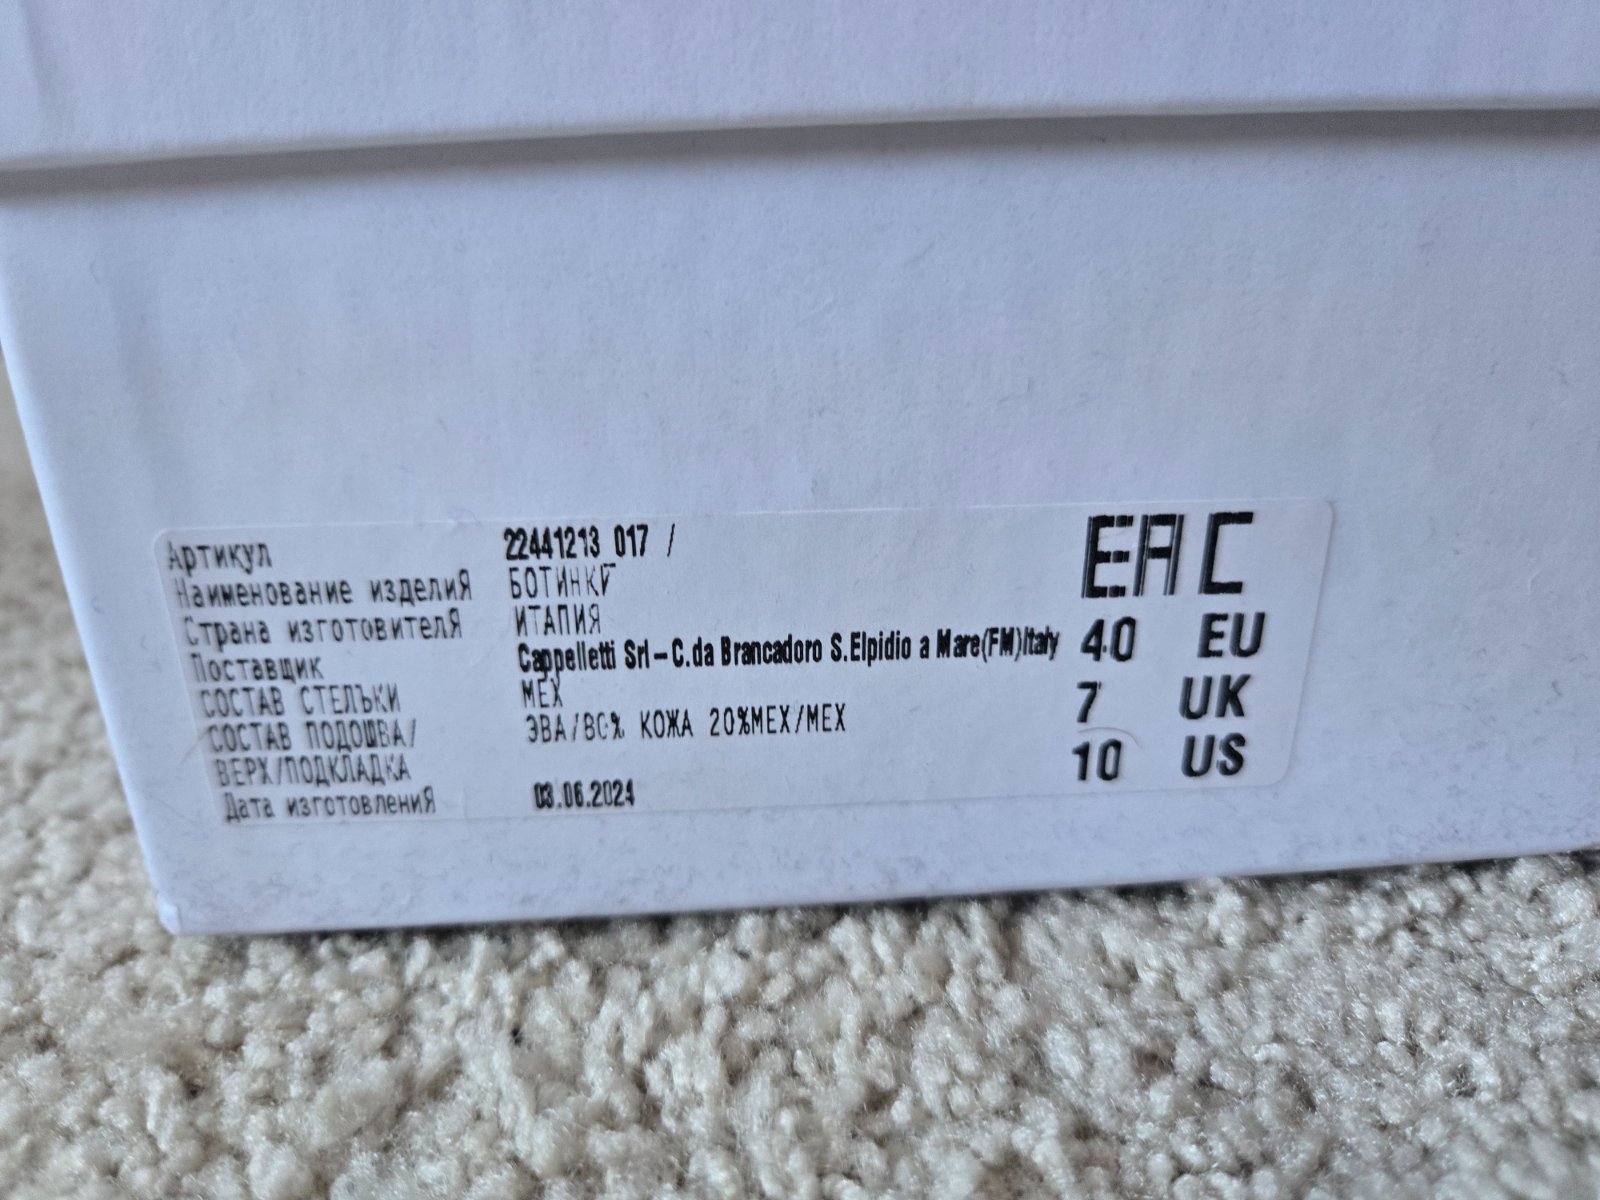 Артикул 22441213 017 /
Наименование изделиЯ БОТИНКИ
Страна изготовителЯ ИТАЛИЯ
Поставщик Cappelletti Srl-C.da Brancadoro S.Elpidio a Mare(FM)Italy
СОСТАВ СТЕЛЬКИ МЕХ
СОСТАВ ПОДОШВА/ ЭВА/80% КОЖА 20%МЕХ/МЕХ
ВЕРХ/ПОДКЛАДКА
Дата изготовлениЯ 03.06.2024
EAC
40 EU
7 UK
10 US